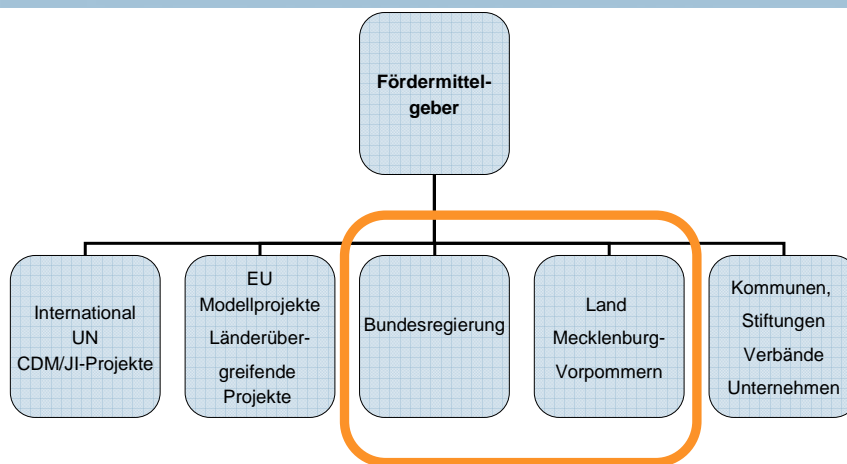 Fördermittel-
geber
International
UN
CDM/JI-Projekte
EU
Modellprojekte
Länderüber-
greifende
Projekte
Bundesregierung
Land
Mecklenburg-
Vorpommern
Kommunen,
Stiftungen
Verbände
Unternehmen